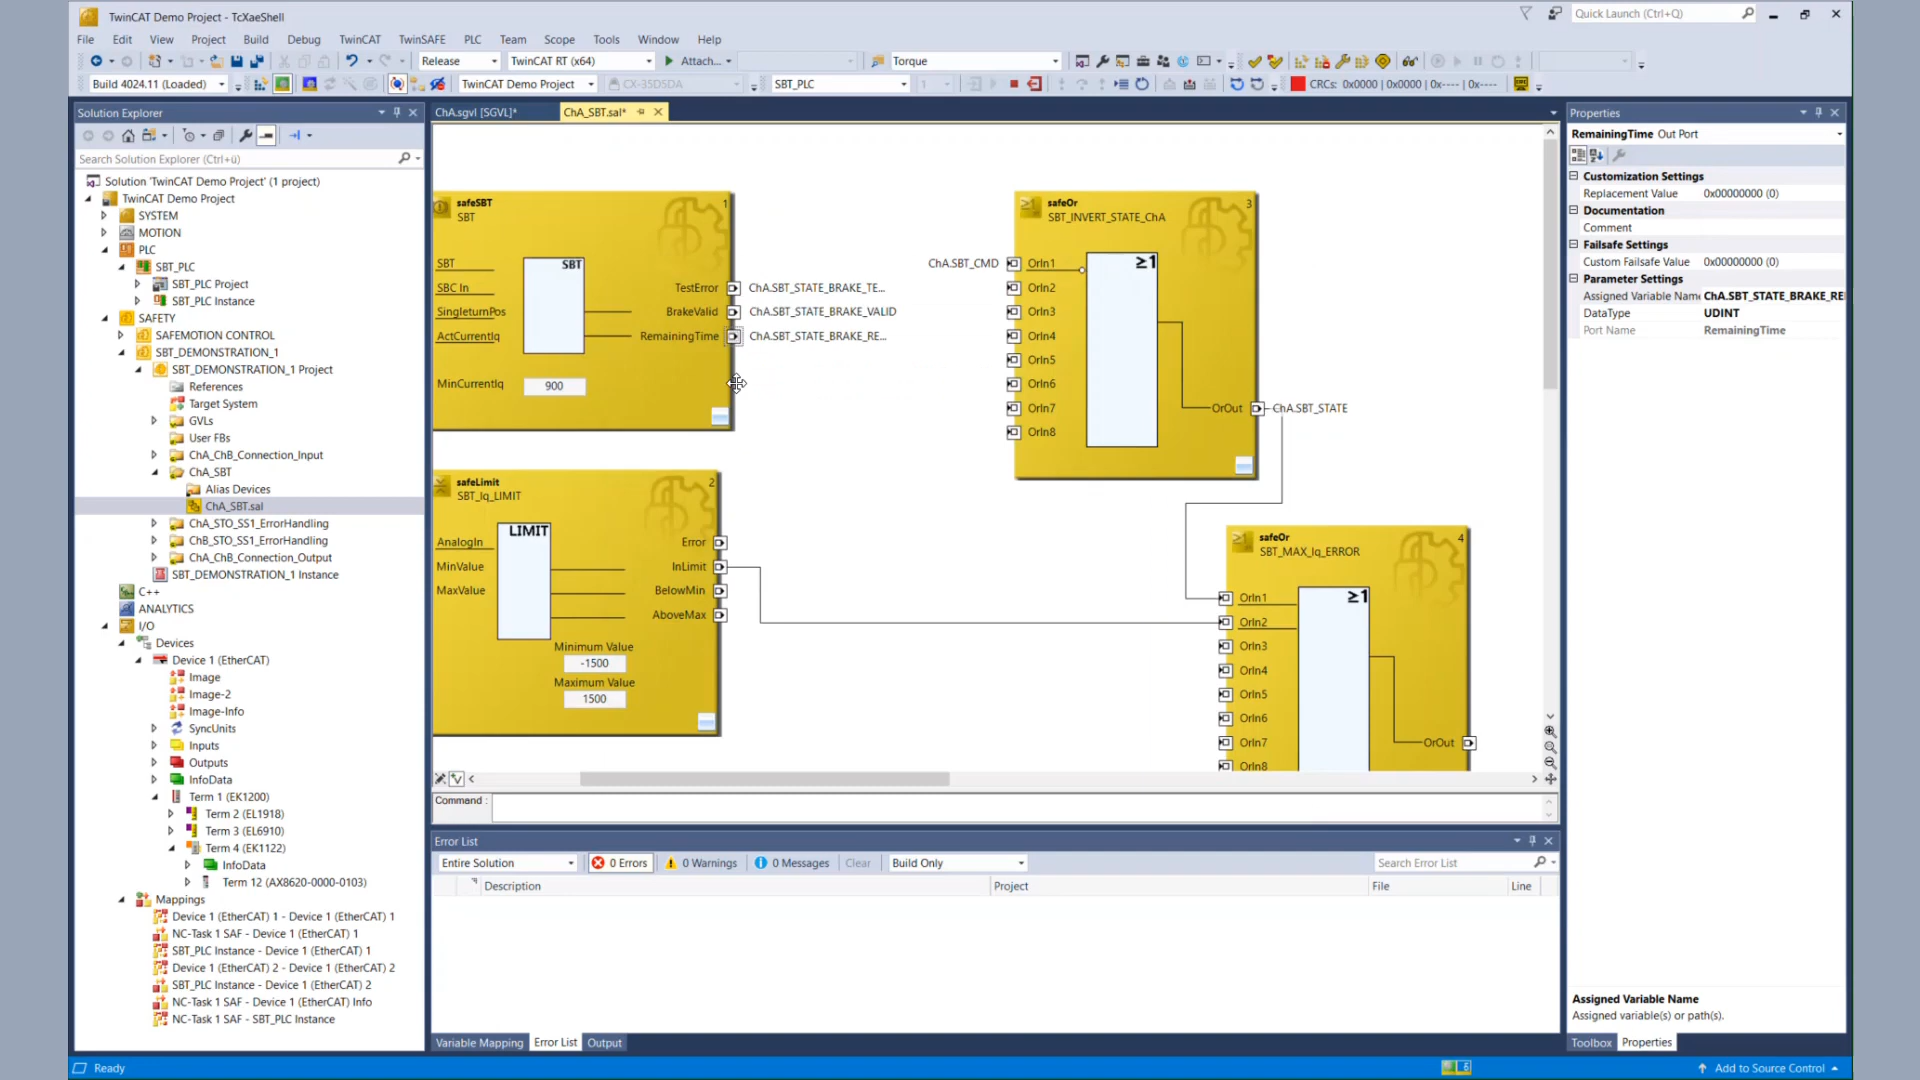 TwinCAT Demo Project - TcXaeShell
Quick Launch (Ctrl+Q)
File Edit View Project Build Debug TwinCAT TwinSAFE PLC Team Scope Tools Window Help
Release TwinCAT RT (x64) Attach... Torque
Build 4024.11 (Loaded) TwinCAT Demo Project CX-35D5DA SBT_PLC 1 CRCs: 0x0000 | 0x0000 | 0x---- | 0x----
Solution Explorer
Search Solution Explorer (Ctrl+ü)
Solution 'TwinCAT Demo Project' (1 project)
TwinCAT Demo Project
SYSTEM
MOTION
PLC
SBT_PLC
SBT_PLC Project
SBT_PLC Instance
SAFETY
SAFEMOTION CONTROL
SBT_DEMONSTRATION_1
SBT_DEMONSTRATION_1 Project
References
Target System
GVLs
User FBs
ChA_ChB_Connection_Input
ChA_SBT
Alias Devices
ChA_SBT.sal
ChA_STO_SS1_ErrorHandling
ChB_STO_SS1_ErrorHandling
ChA_ChB_Connection_Output
SBT_DEMONSTRATION_1 Instance
C++
ANALYTICS
I/O
Devices
Device 1 (EtherCAT)
Image
Image-2
Image-Info
SyncUnits
Inputs
Outputs
InfoData
Term 1 (EK1200)
Term 2 (EL1918)
Term 3 (EL6910)
Term 4 (EK1122)
InfoData
Term 12 (AX8620-0000-0103)
Mappings
Device 1 (EtherCAT) 1 - Device 1 (EtherCAT) 1
NC-Task 1 SAF - Device 1 (EtherCAT) 1
SBT_PLC Instance - Device 1 (EtherCAT) 1
Device 1 (EtherCAT) 2 - Device 1 (EtherCAT) 2
SBT_PLC Instance - Device 1 (EtherCAT) 2
NC-Task 1 SAF - Device 1 (EtherCAT) Info
NC-Task 1 SAF - SBT_PLC Instance
ChA.sgvl [SGVL]* ChA_SBT.sal*
safeSBT 1
SBT
SBT
SBT
SBC In
SingleturnPos
ActCurrentIq
MinCurrentIq 900
TestError ChA.SBT_STATE_BRAKE_TE...
BrakeValid ChA.SBT_STATE_BRAKE_VALID
RemainingTime ChA.SBT_STATE_BRAKE_RE...
safeOr 3
SBT_INVERT_STATE_ChA
≥1
ChA.SBT_CMD OrIn1
OrIn2
OrIn3
OrIn4
OrIn5
OrIn6
OrIn7
OrIn8
OrOut ChA.SBT_STATE
safeLimit 2
SBT_Iq_LIMIT
LIMIT
AnalogIn
MinValue
MaxValue
Error
InLimit
BelowMin
AboveMax
Minimum Value
-1500
Maximum Value
1500
safeOr 4
SBT_MAX_Iq_ERROR
≥1
OrIn1
OrIn2
OrIn3
OrIn4
OrIn5
OrIn6
OrIn7
OrIn8
OrOut
Command :
Error List
Entire Solution 0 Errors 0 Warnings 0 Messages Clear Build Only Search Error List
Description Project File Line
Variable Mapping Error List Output
Properties
RemainingTime Out Port
Customization Settings
Replacement Value 0x00000000 (0)
Documentation
Comment
Failsafe Settings
Custom Failsafe Value 0x00000000 (0)
Parameter Settings
Assigned Variable Name ChA.SBT_STATE_BRAKE_RE
DataType UDINT
Port Name RemainingTime
Assigned Variable Name
Assigned variable(s) or path(s).
Toolbox Properties
Ready
6
Add to Source Control